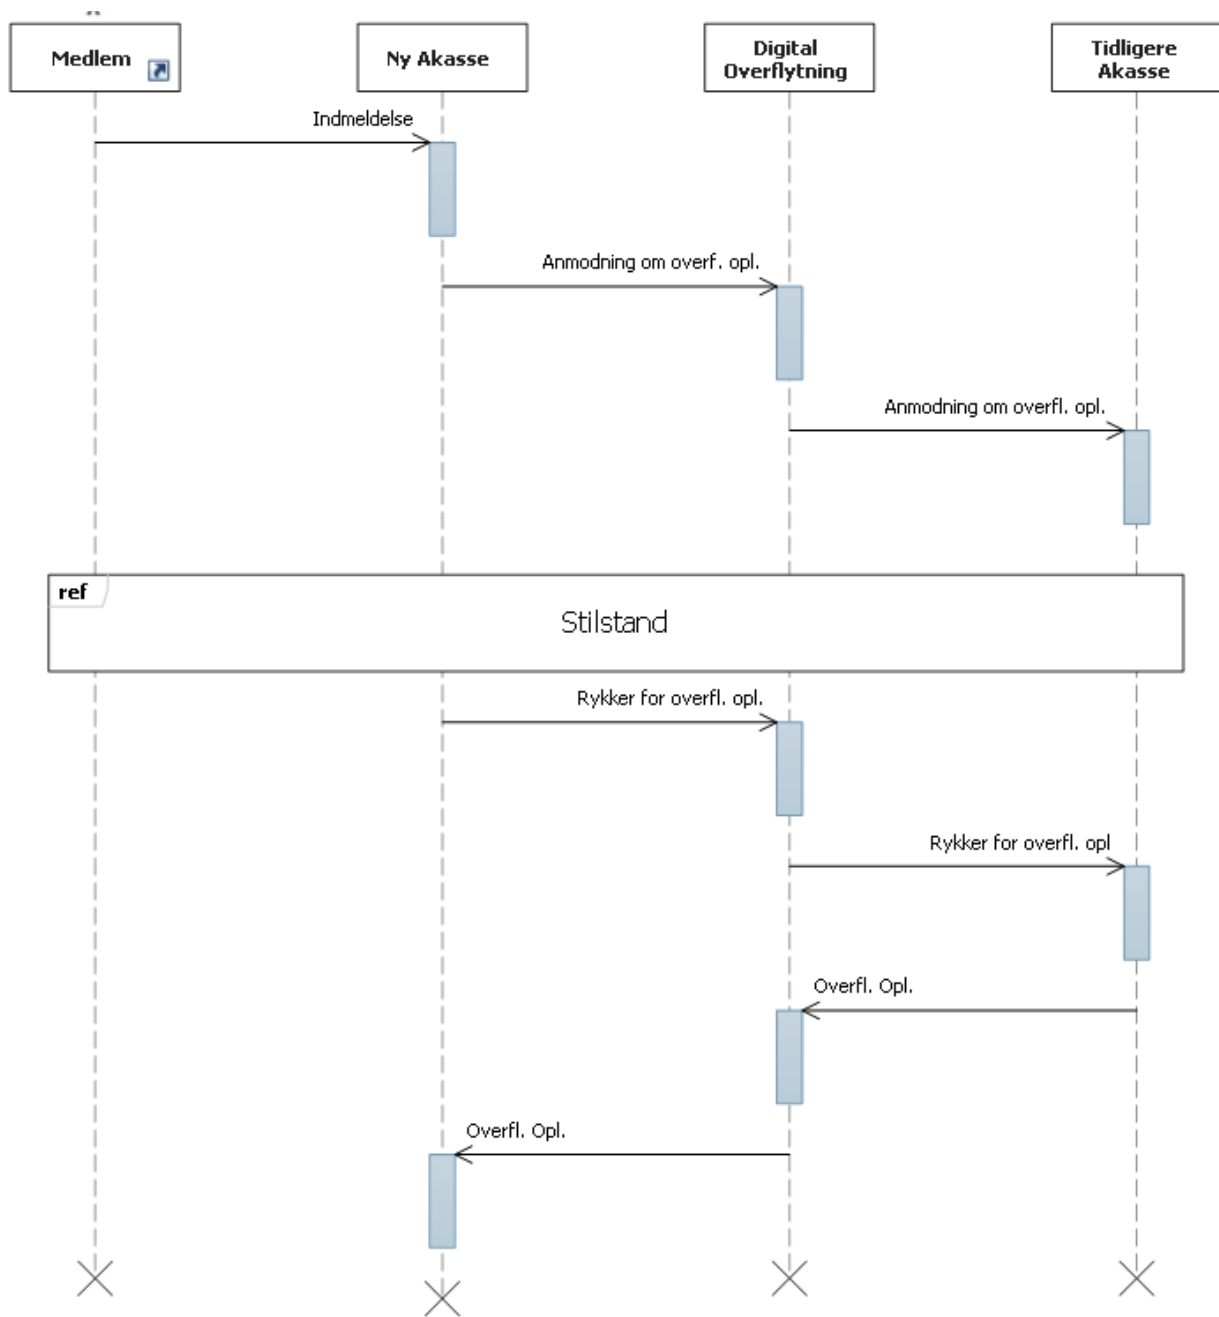 Medlem
Ny Akasse
Digital
Overflytning
Tidligere
Akasse
Indmeldelse
Anmodning om overf. opl.
Anmodning om overfl. opl.
ref
Stilstand
Rykker for overfl. opl.
Rykker for overfl. opl
Overfl. Opl.
Overfl. Opl.